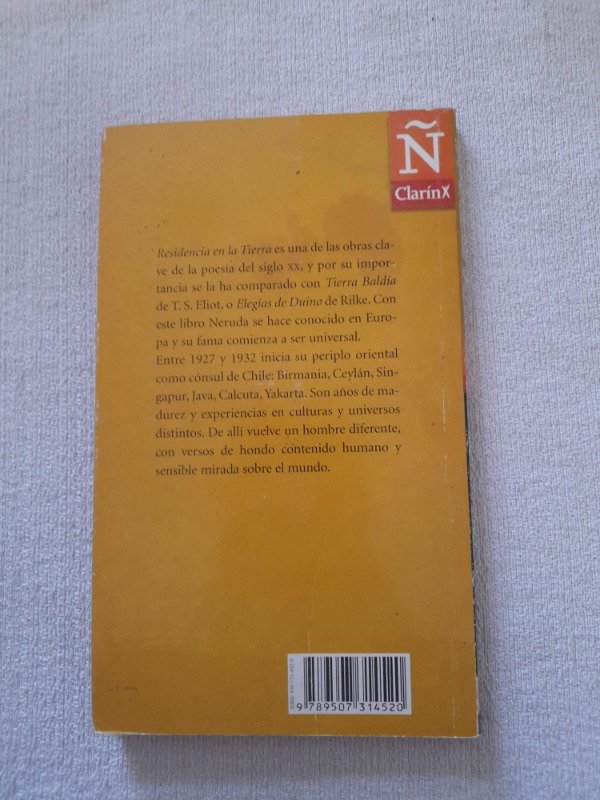 Ñ
Clarín
Residencia en la Tierra es una de las obras cla-
ve de la poesía del siglo XX, y por su impor-
tancia se la ha comparado con Tierra Baldía
de T. S. Eliot, o Elegías de Duino de Rilke. Con
este libro Neruda se hace conocido en Euro-
pa y su fama comienza a ser universal.
Entre 1927 y 1932 inicia su periplo oriental
como cónsul de Chile: Birmania, Ceylán, Sin-
gapur, Java, Calcuta, Yakarta. Son años de ma-
durez y experiencias en culturas y universos
distintos. De allí vuelve un hombre diferente,
con versos de hondo contenido humano y
sensible mirada sobre el mundo.
ISBN: 950-731-452-0
9 789507 314520